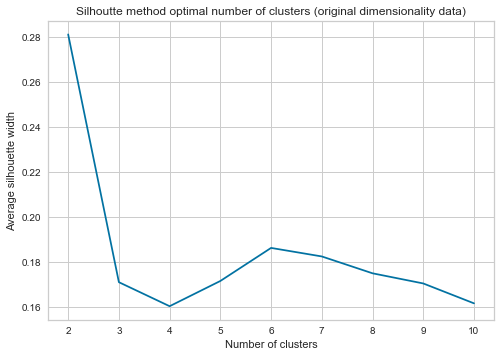 Silhoutte method optimal number of clusters (original dimensionality data)
Average silhouette width
0.28
0.26
0.24
0.22
0.20
0.18
0.16
2 3 4 5 6 7 8 9 10
Number of clusters